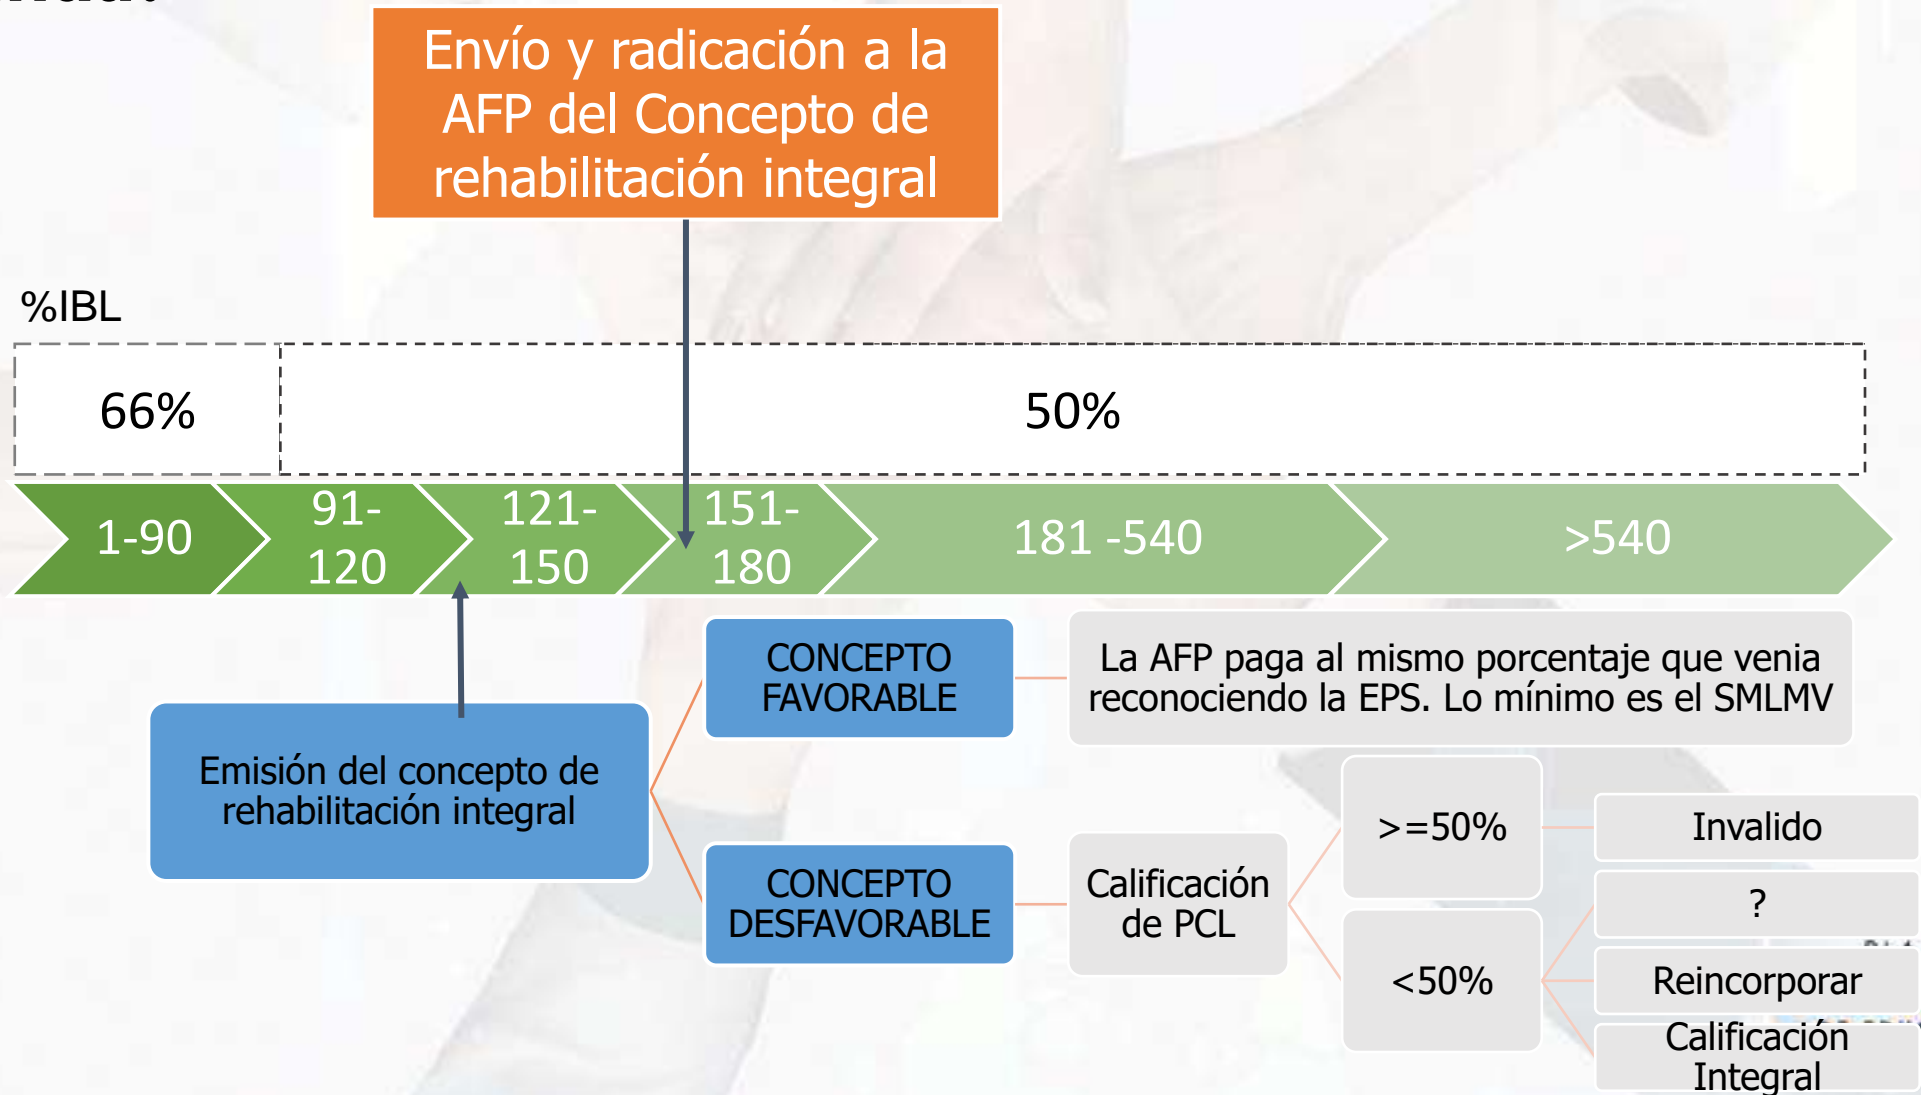 Envío y radicación a la
AFP del Concepto de
rehabilitación integral
%IBL
66%
50%
1-90
91-
120
121-
150
151-
180
181 -540
>540
CONCEPTO
FAVORABLE
La AFP paga al mismo porcentaje que venia
reconociendo la EPS. Lo mínimo es el SMLMV
Emisión del concepto de
rehabilitación integral
CONCEPTO
DESFAVORABLE
Calificación
de PCL
>=50%
Invalido
<50%
?
Reincorporar
Calificación
Integral